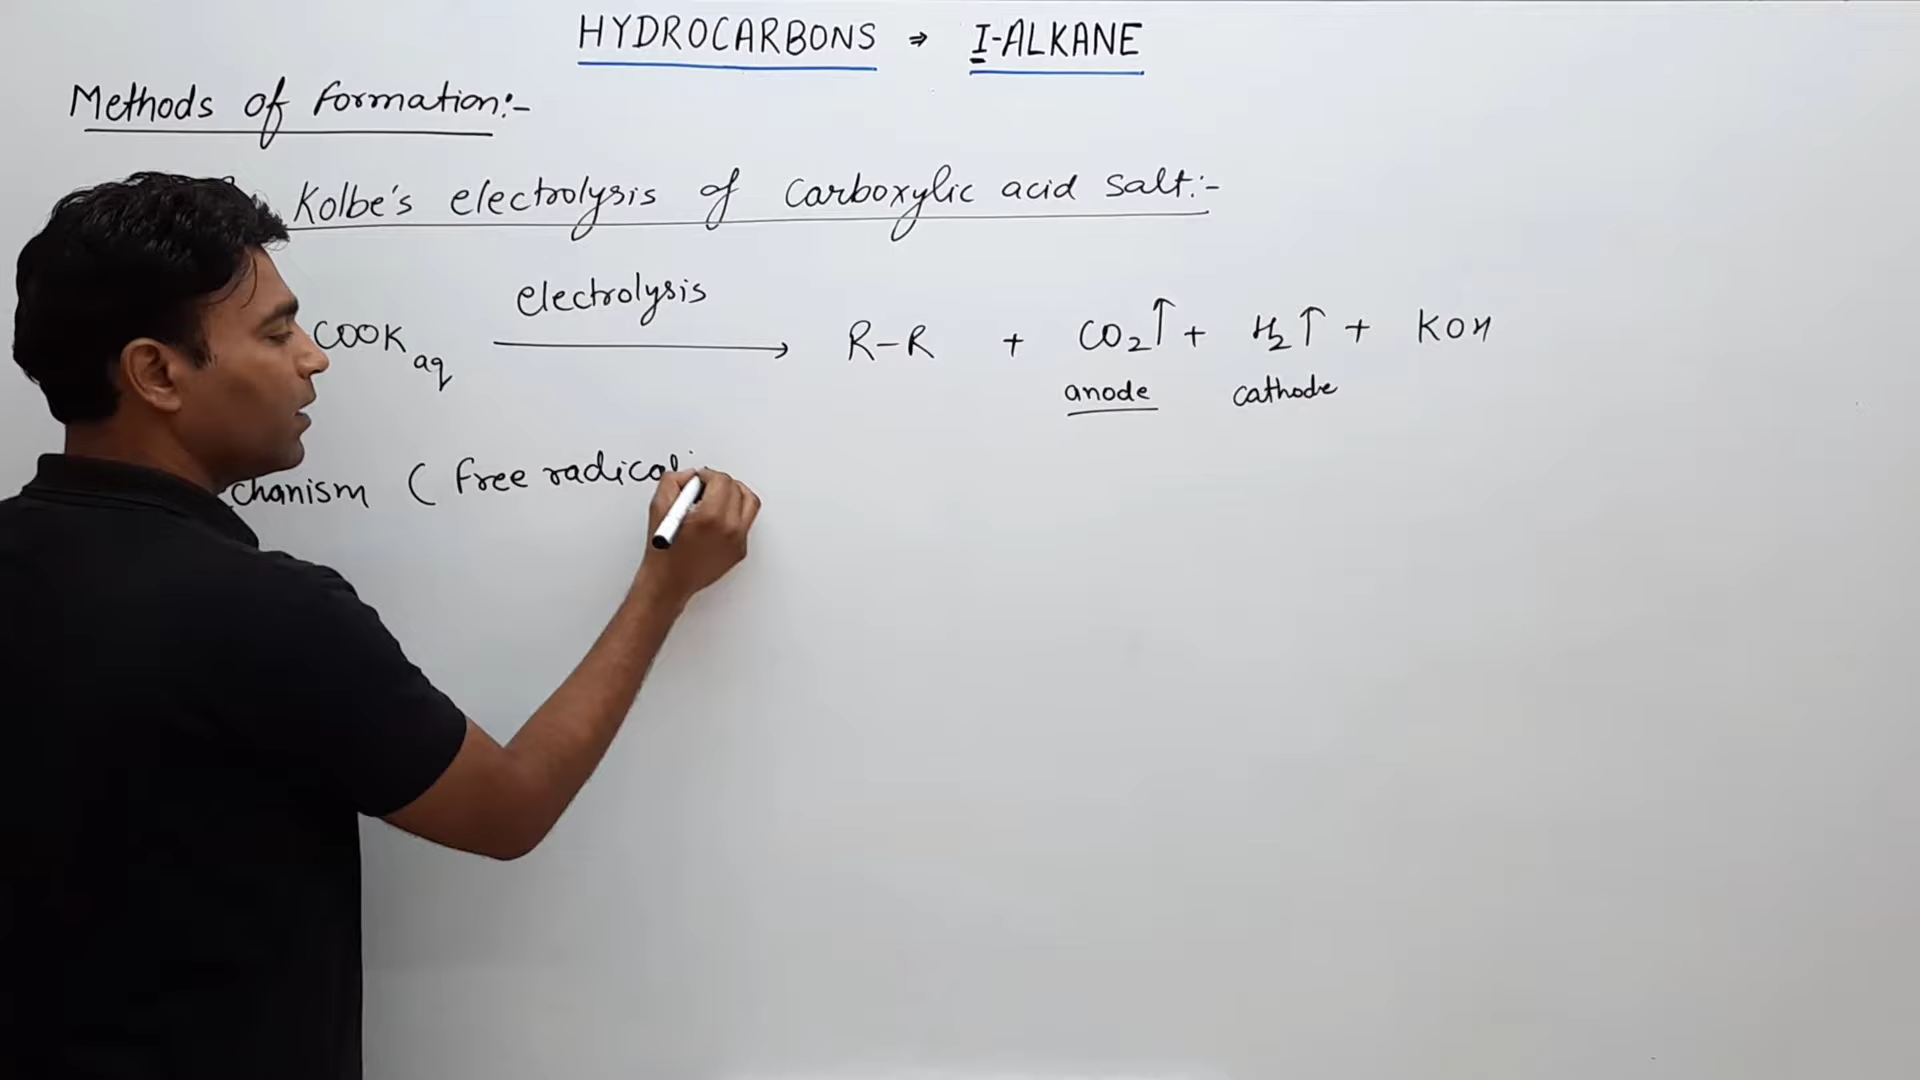 HYDROCARBONS → I-ALKANE
Methods of formation:-
Kolbe's electrolysis of carboxylic acid salt:-
COOK aq electrolysis → R-R + CO₂↑ + H₂↑ + KOH
anode cathode
chanism ( free radical